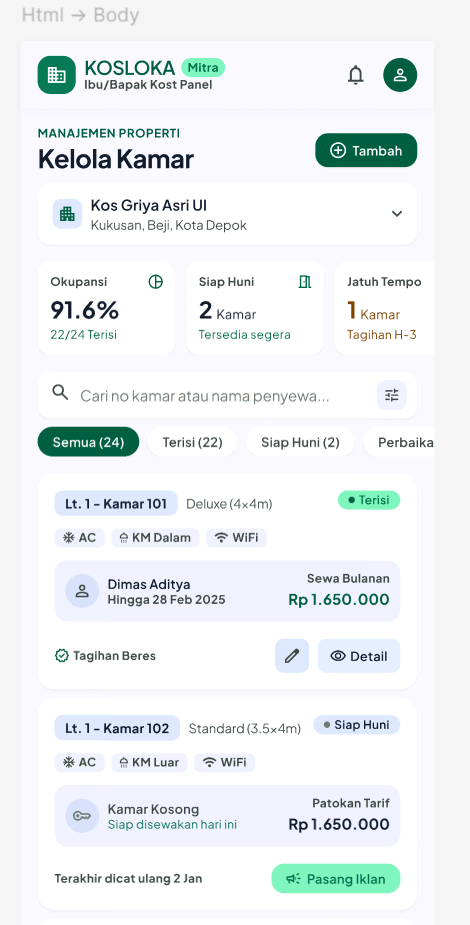 Html → Body
KOSLOKA Mitra
Ibu/Bapak Kost Panel
MANAJEMEN PROPERTI
Kelola Kamar
Tambah
Kos Griya Asri UI
Kukusan, Beji, Kota Depok
Okupansi
91.6%
22/24 Terisi
Siap Huni
2 Kamar
Tersedia segera
Jatuh Tempo
1 Kamar
Tagihan H-3
Cari no kamar atau nama penyewa...
Semua (24) Terisi (22) Siap Huni (2) Perbaika
Lt. 1 - Kamar 101 Deluxe (4×4m) Terisi
AC KM Dalam WiFi
Dimas Aditya
Hingga 28 Feb 2025
Sewa Bulanan
Rp 1.650.000
Tagihan Beres Detail
Lt. 1 - Kamar 102 Standard (3.5×4m) Siap Huni
AC KM Luar WiFi
Kamar Kosong
Siap disewakan hari ini
Patokan Tarif
Rp 1.650.000
Terakhir dicat ulang 2 Jan Pasang Iklan